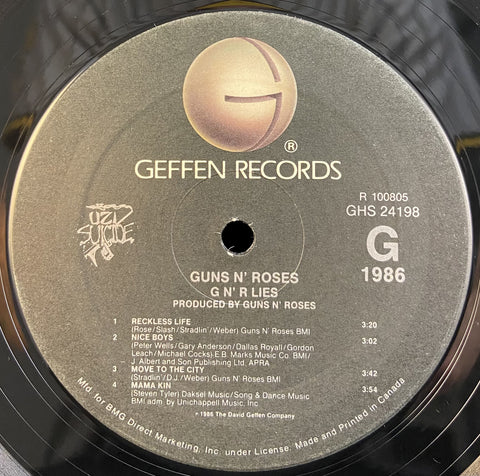 G
®
GEFFEN RECORDS
R 100805
GHS 24198
UZI
SUICIDE
G
1986
GUNS N' ROSES
G N' R LIES
PRODUCED BY GUNS N' ROSES
1 RECKLESS LIFE 3:20
(Rose/Slash/Stradlin'/Weber) Guns N' Roses BMI
2 NICE BOYS 3:02
(Peter Wells/Gary Anderson/Dallas Royall/Gordon
Leach/Michael Cocks) E.B. Marks Music Co. BMI/
J. Albert and Son Publishing Ltd. APRA
3 MOVE TO THE CITY 3:42
(Stradlin'/D.J./Weber) Guns N' Roses BMI
4 MAMA KIN 3:54
(Steven Tyler) Daksel Music/Song & Dance Music
BMI adm. by Unichappell Music, Inc
℗ 1986 The David Geffen Company
Mfd. for BMG Direct Marketing, Inc. under License. Made and Printed in Canada